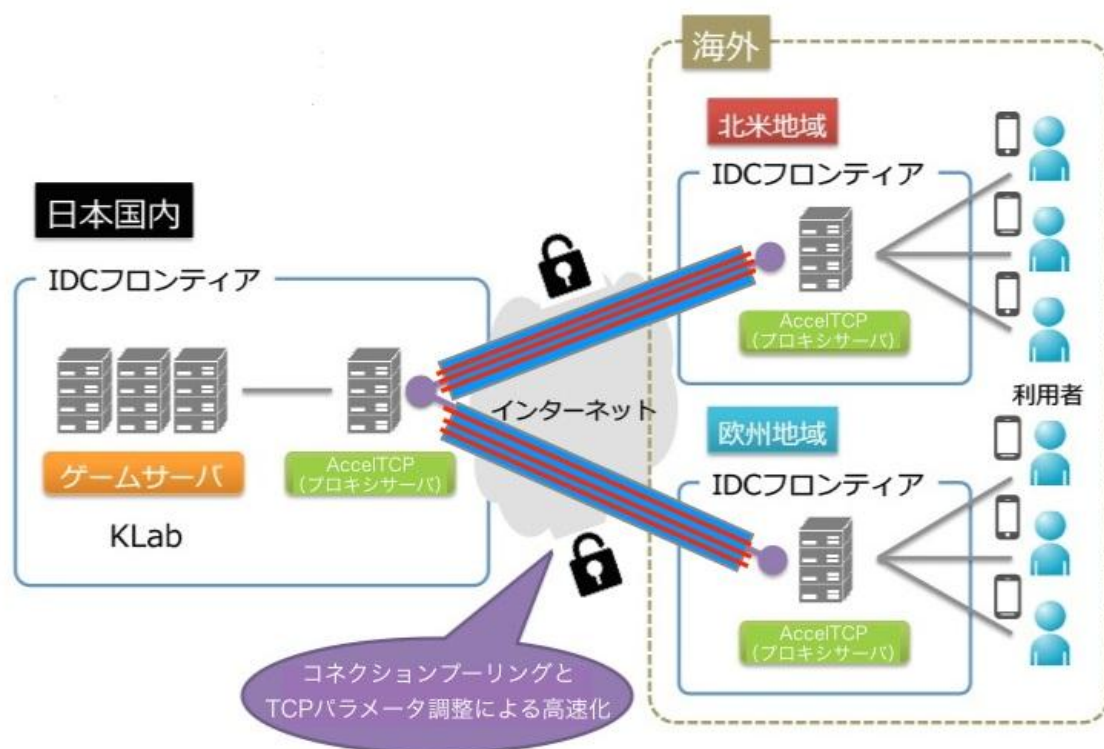 海外
北米地域
IDCフロンティア
AccelTCP
(プロキシサーバ)
日本国内
IDCフロンティア
ゲームサーバ
AccelTCP
(プロキシサーバ)
KLab
インターネット
利用者
欧州地域
IDCフロンティア
AccelTCP
(プロキシサーバ)
コネクションプーリングと
TCPパラメータ調整による高速化